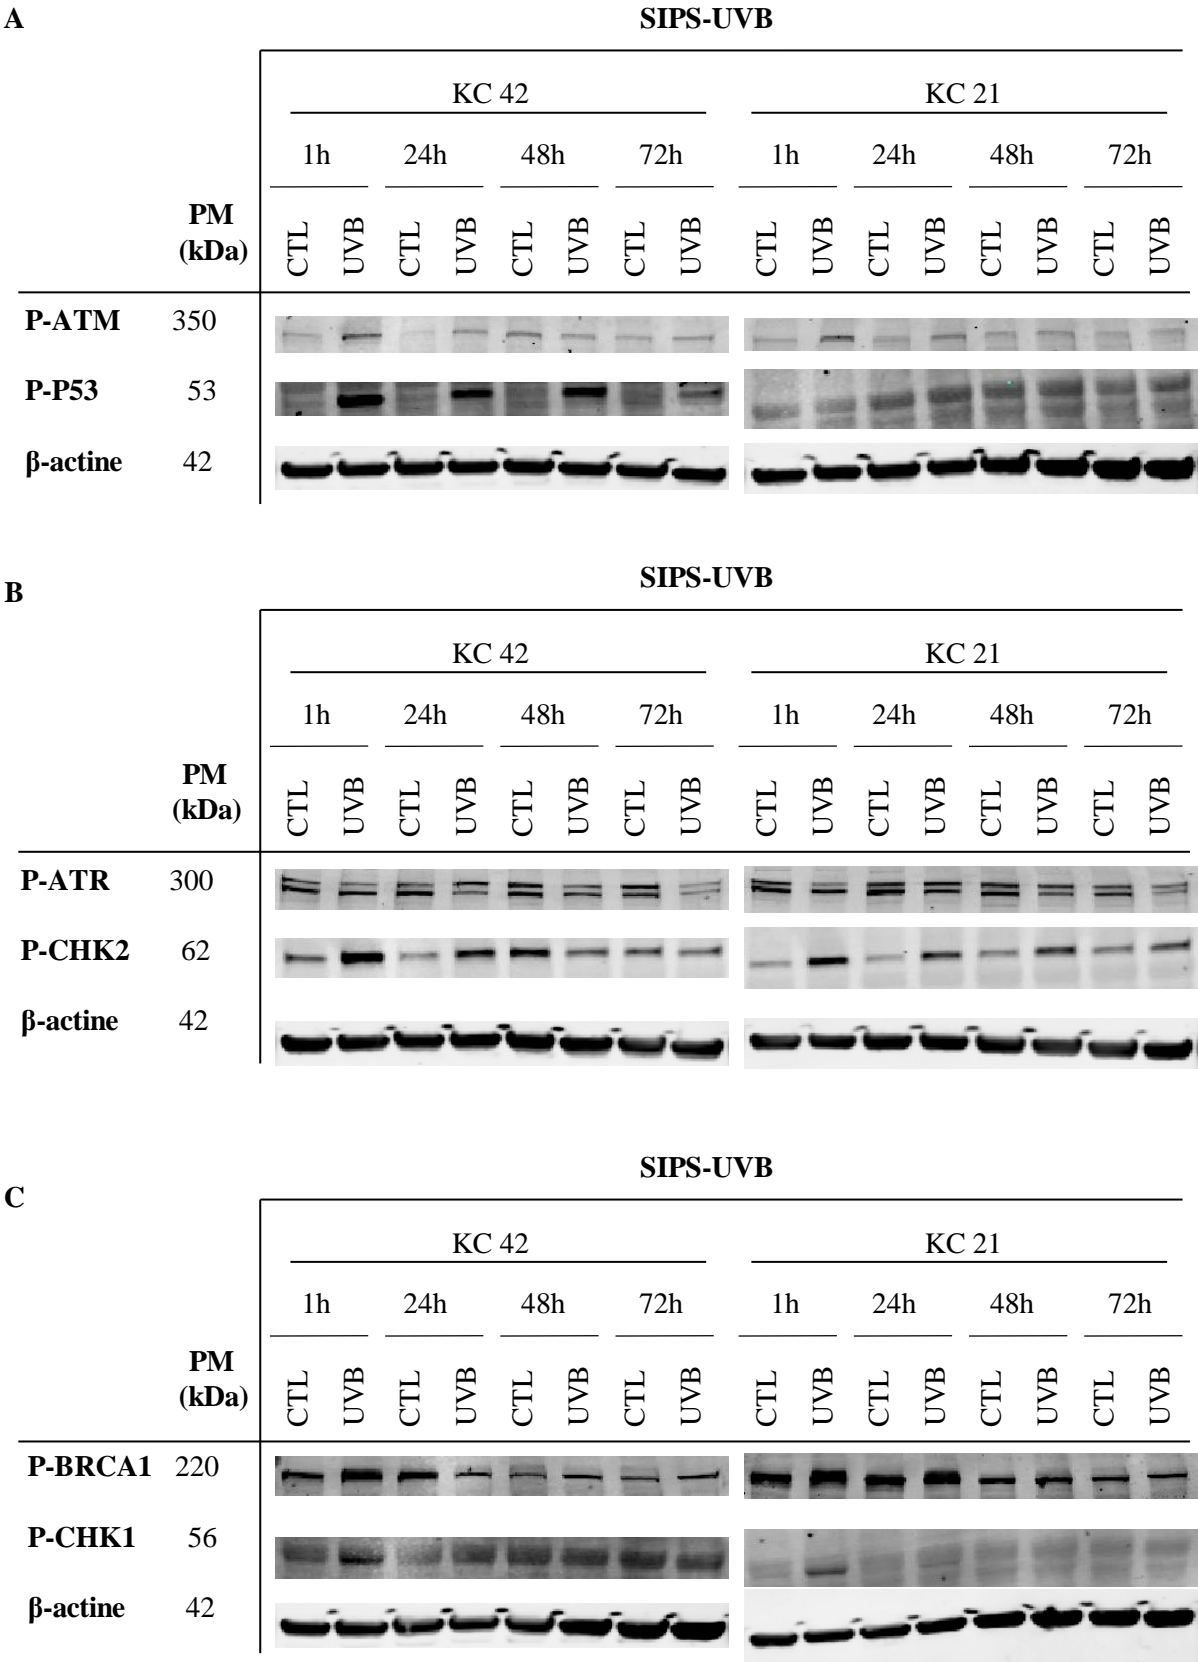 A
SIPS-UVB
KC 42 KC 21
1h 24h 48h 72h 1h 24h 48h 72h
PM
(kDa)
CTL UVB CTL UVB CTL UVB CTL UVB CTL UVB CTL UVB CTL UVB CTL UVB
P-ATM 350
P-P53 53
β-actine 42
B
SIPS-UVB
KC 42 KC 21
1h 24h 48h 72h 1h 24h 48h 72h
PM
(kDa)
CTL UVB CTL UVB CTL UVB CTL UVB CTL UVB CTL UVB CTL UVB CTL UVB
P-ATR 300
P-CHK2 62
β-actine 42
C
SIPS-UVB
KC 42 KC 21
1h 24h 48h 72h 1h 24h 48h 72h
PM
(kDa)
CTL UVB CTL UVB CTL UVB CTL UVB CTL UVB CTL UVB CTL UVB CTL UVB
P-BRCA1 220
P-CHK1 56
β-actine 42